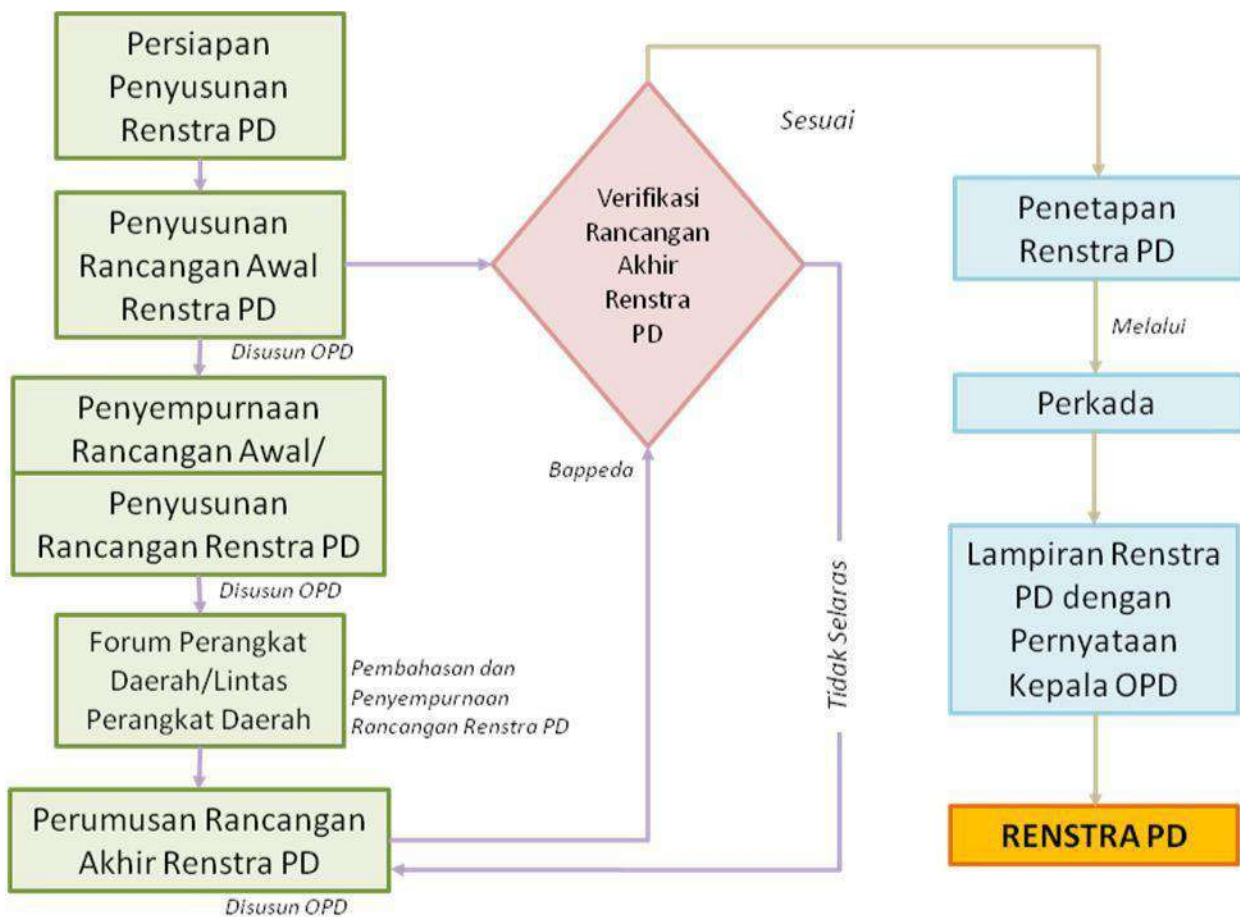 Persiapan
Penyusunan
Renstra PD
Penyusunan
Rancangan Awal
Renstra PD
Disusun OPD
Penyempurnaan
Rancangan Awal/
Penyusunan
Rancangan Renstra PD
Disusun OPD
Forum Perangkat
Daerah/Lintas
Perangkat Daerah
Pembahasan dan
Penyempurnaan
Rancangan Renstra PD
Perumusan Rancangan
Akhir Renstra PD
Disusun OPD
Verifikasi
Rancangan
Akhir
Renstra
PD
Bappeda
Tidak Selaras
Sesuai
Penetapan
Renstra PD
Melalui
Perkada
Lampiran Renstra
PD dengan
Pernyataan
Kepala OPD
RENSTRA PD